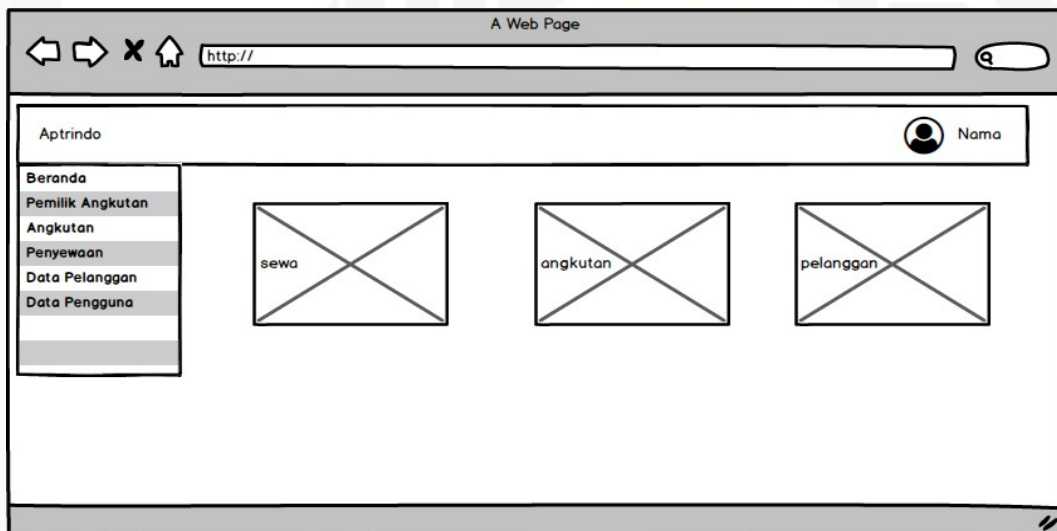 A Web Page
http://
Aptrindo
Nama
Beranda
Pemilik Angkutan
Angkutan
Penyewaan
Data Pelanggan
Data Pengguna
sewa
angkutan
pelanggan